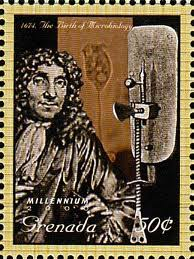 1674: The Birth of Microbiology
MILLENNIUM
Grenada 50¢